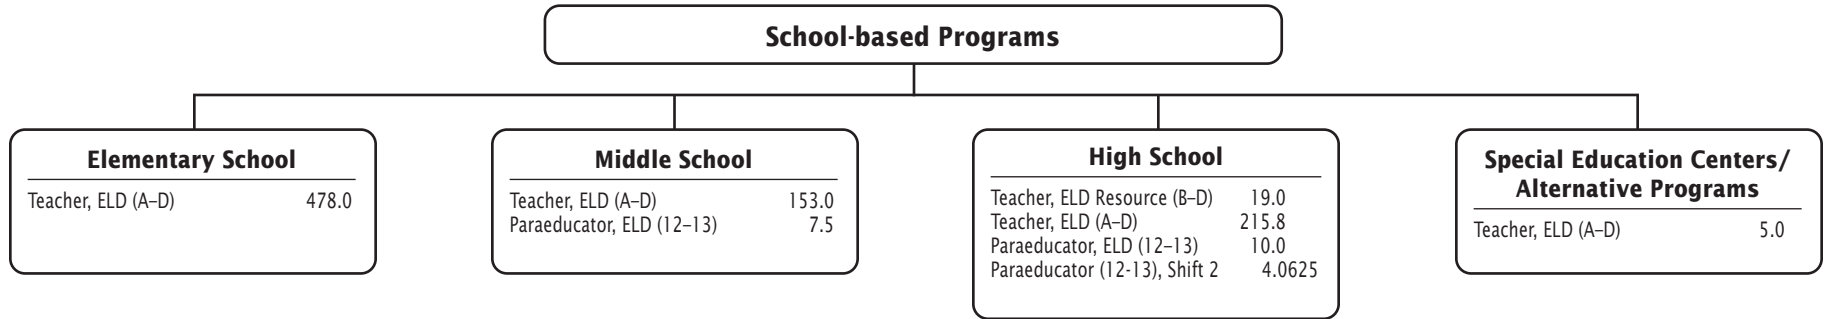 School-based Programs
Elementary School
Teacher, ELD (A–D) 478.0
Middle School
Teacher, ELD (A–D) 153.0
Paraeducator, ELD (12–13) 7.5
High School
Teacher, ELD Resource (B–D) 19.0
Teacher, ELD (A–D) 215.8
Paraeducator, ELD (12–13) 10.0
Paraeducator (12-13), Shift 2 4.0625
Special Education Centers/
Alternative Programs
Teacher, ELD (A–D) 5.0